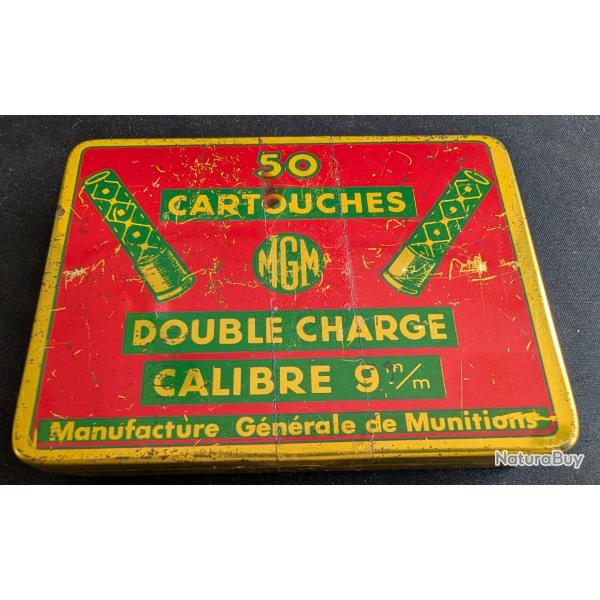 50
CARTOUCHES
MGM
DOUBLE CHARGE
CALIBRE 9 n/m
Manufacture Générale de Munitions
NaturaBuy